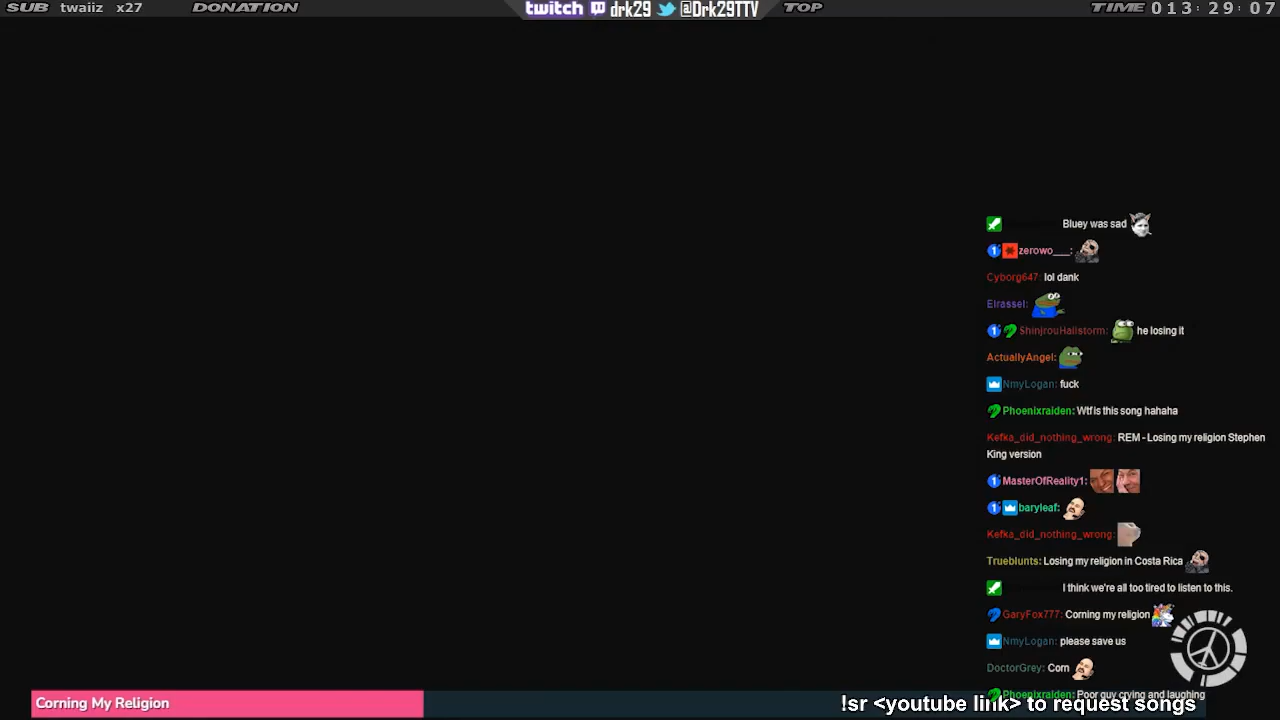 SUB twaiiz x27 DONATION twitch drk29 @Drk29TTV TOP TIME 013:29:07
Bluey was sad
zerowo___:
Cyborg647: lol dank
Elrassel:
ShinjrouHailstorm: he losing it
ActuallyAngel:
NmyLogan: fuck
Phoenixraiden: Wtf is this song hahaha
Kefka_did_nothing_wrong: REM - Losing my religion Stephen
King version
MasterOfReality1:
baryleaf:
Kefka_did_nothing_wrong:
Trueblunts: Losing my religion in Costa Rica
I think we're all too tired to listen to this.
GaryFox777: Corning my religion
NmyLogan: please save us
DoctorGrey: Corn
Phoenixraiden: Poor guy crying and laughing
Corning My Religion
!sr <youtube link> to request songs